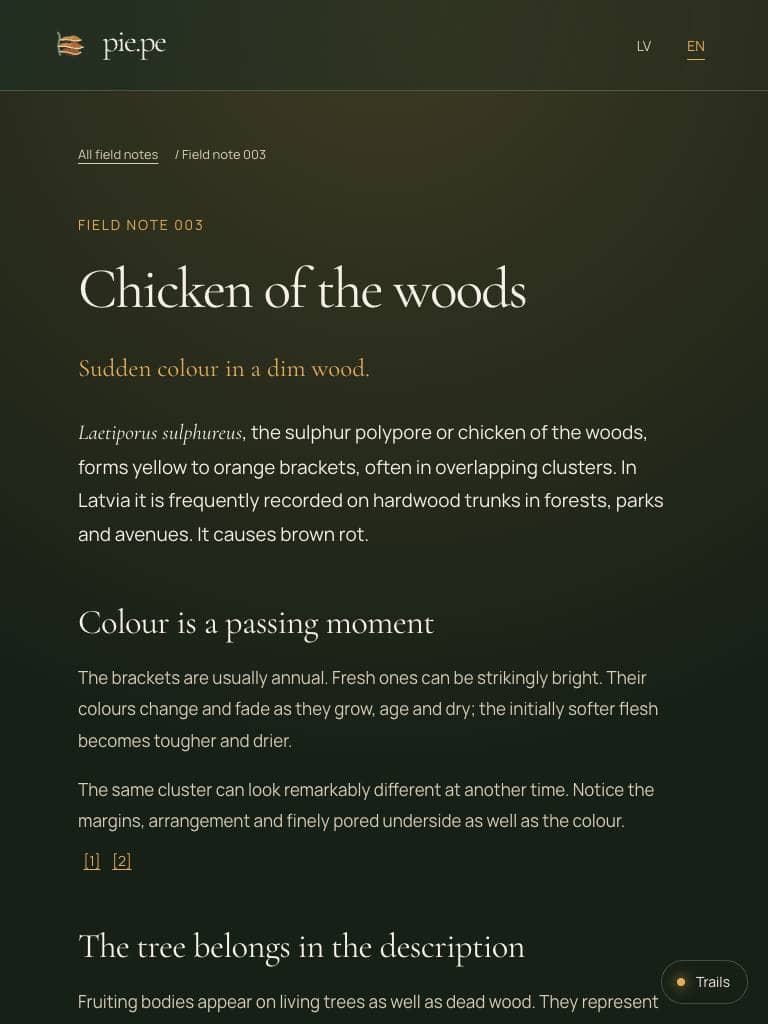 pie.pe
LV EN
All field notes / Field note 003
FIELD NOTE 003
Chicken of the woods
Sudden colour in a dim wood.
Laetiporus sulphureus, the sulphur polypore or chicken of the woods,
forms yellow to orange brackets, often in overlapping clusters. In
Latvia it is frequently recorded on hardwood trunks in forests, parks
and avenues. It causes brown rot.
Colour is a passing moment
The brackets are usually annual. Fresh ones can be strikingly bright. Their
colours change and fade as they grow, age and dry; the initially softer flesh
becomes tougher and drier.
The same cluster can look remarkably different at another time. Notice the
margins, arrangement and finely pored underside as well as the colour.
[1] [2]
The tree belongs in the description
Fruiting bodies appear on living trees as well as dead wood. They represent
Trails